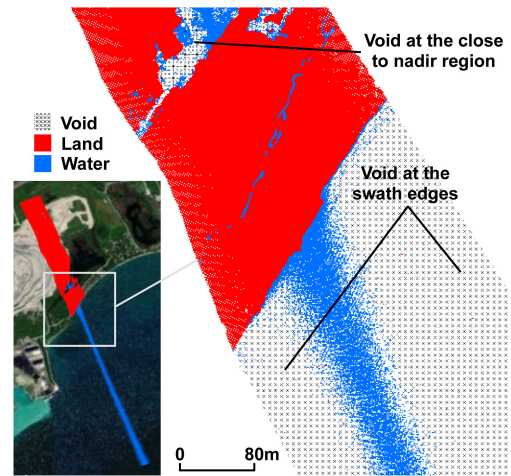 Void at the close
to nadir region
Void
Land
Water
Void at the
swath edges
0 80m